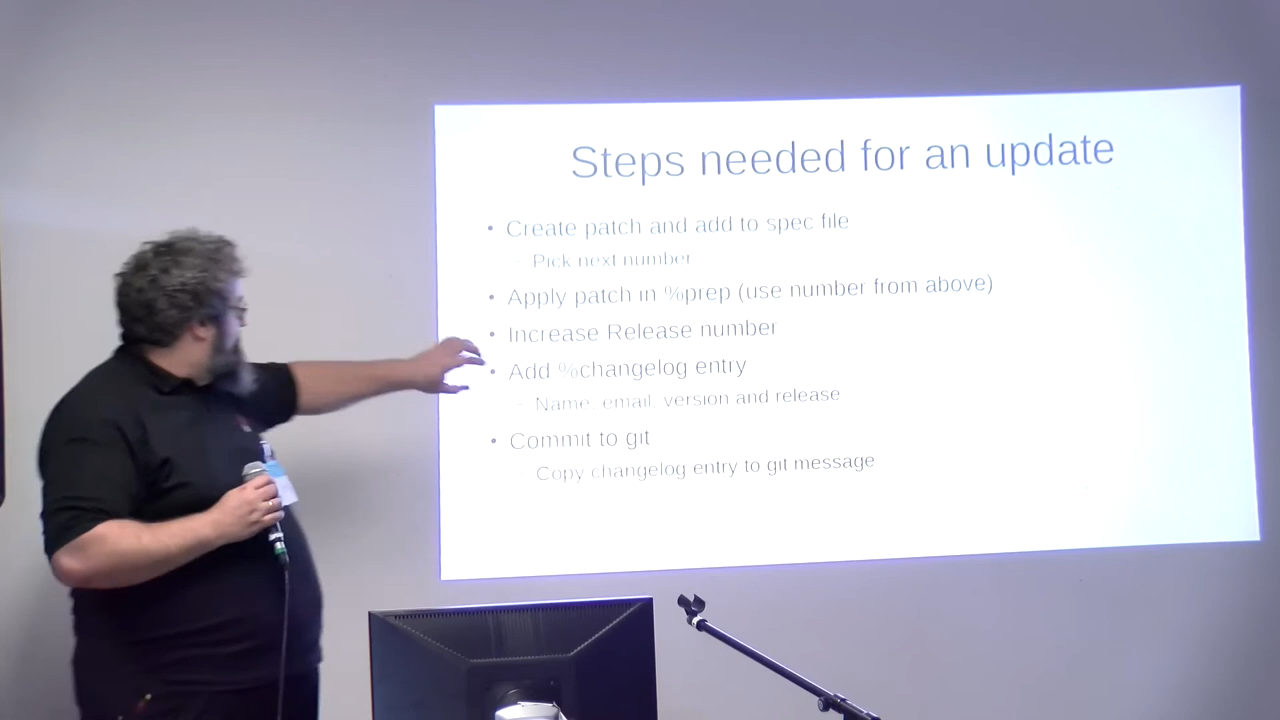 Steps needed for an update
• Create patch and add to spec file
– Pick next number
• Apply patch in %prep (use number from above)
• Increase Release number
• Add %changelog entry
– Name, email, version and release
• Commit to git
Copy changelog entry to git message